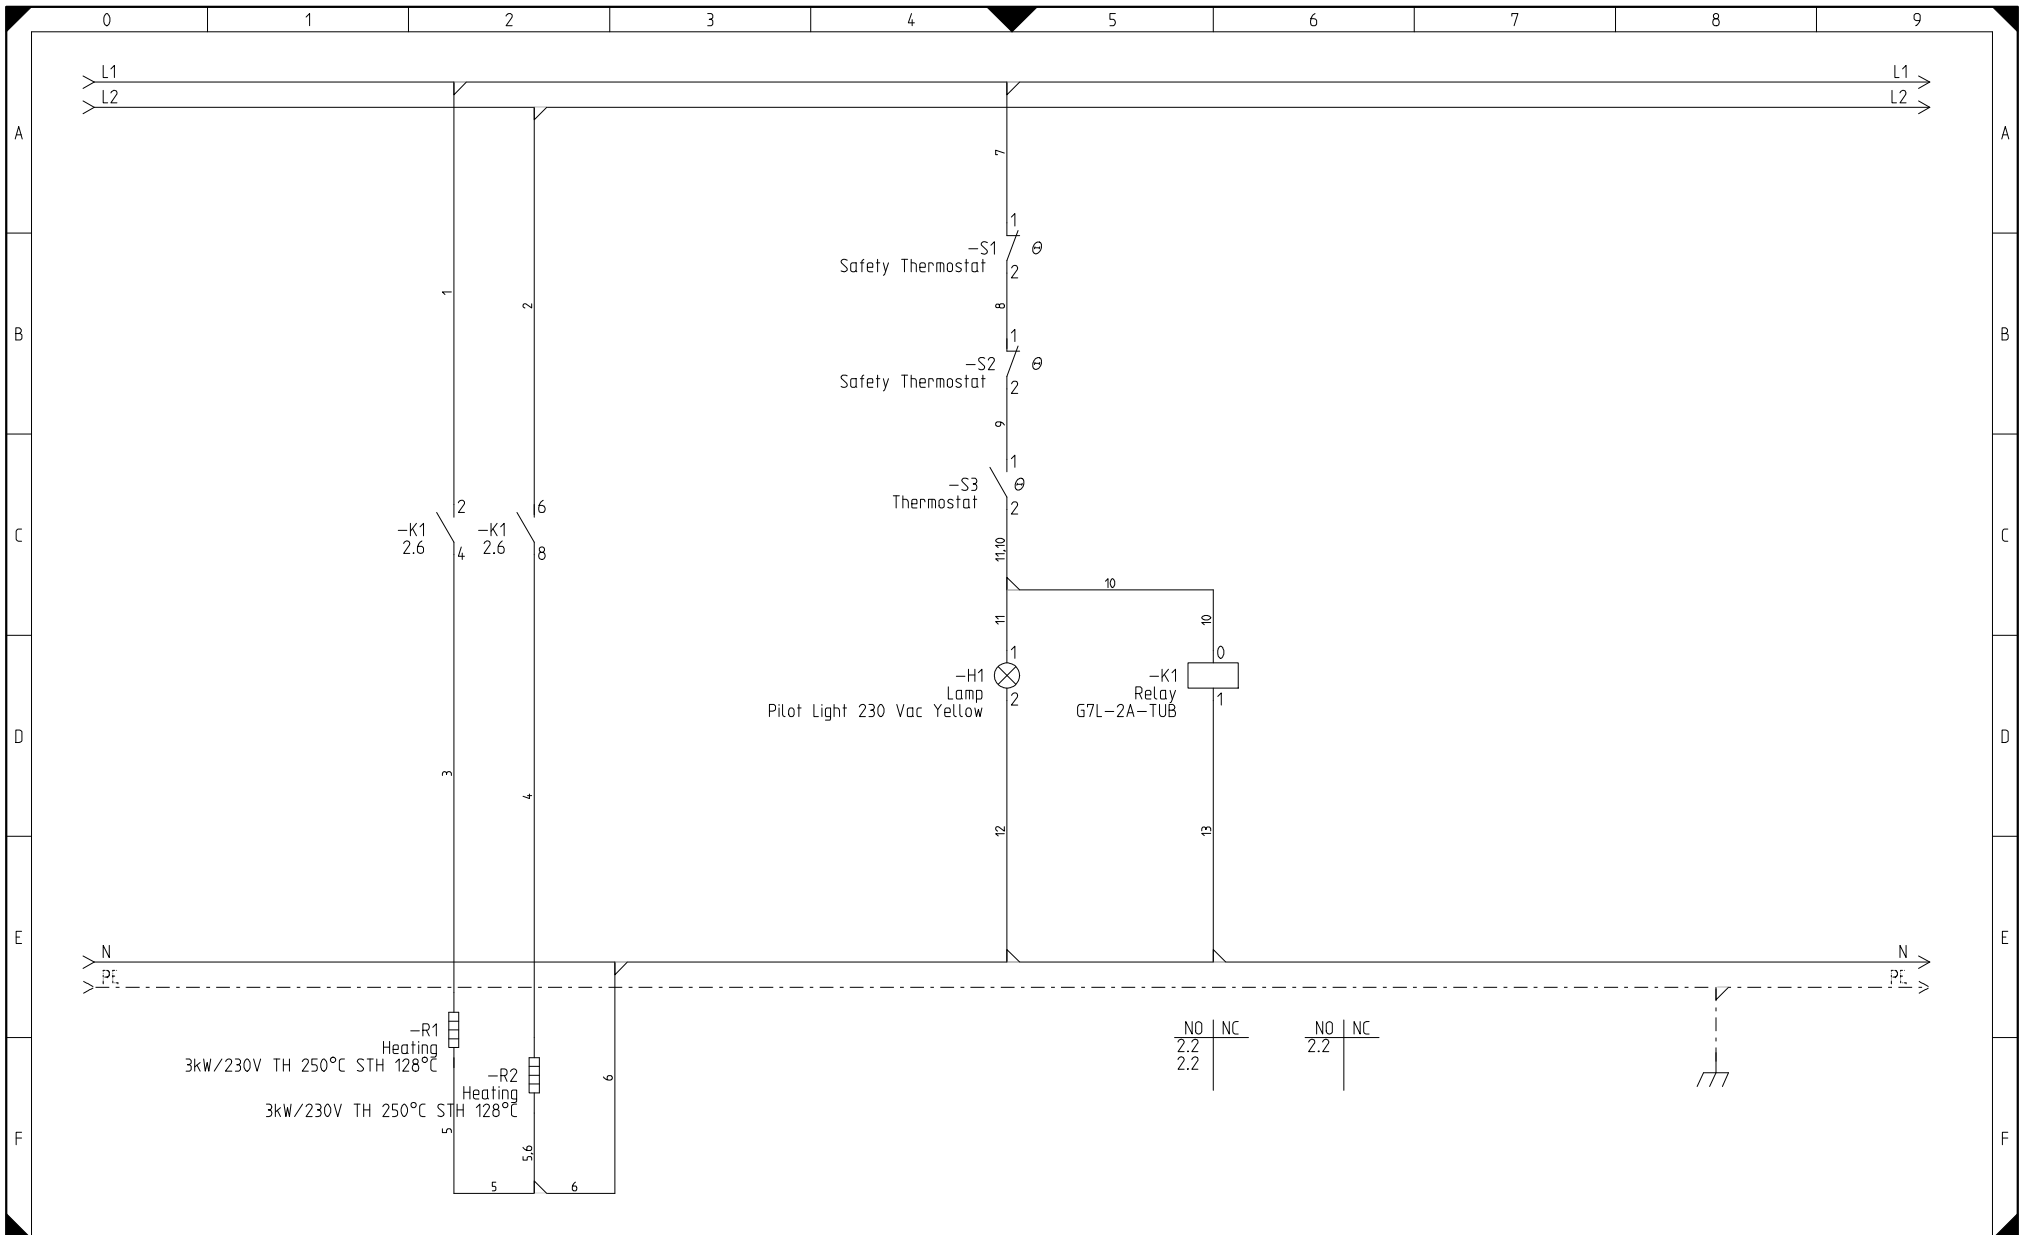 0 1 2 3 4 5 6 7 8 9
L1 L1
L2 L2
A A
7
1
-S1 θ
Safety Thermostat
2
1 2 8
B B
1
-S2 θ
Safety Thermostat
2
9
1
-S3 θ
Thermostat
2
2 6
-K1 -K1
2.6 2.6
4 8
C C
11,10
10
11 10
1 0
-H1 -K1
Lamp Relay
Pilot Light 230 Vac Yellow G7L-2A-TUB
2 1
D D
3 4
12 13
E E
N N
PE PE
-R1
Heating
3kW/230V TH 250°C STH 128°C
-R2
Heating
3kW/230V TH 250°C STH 128°C
NO NC NO NC
2.2 2.2
2.2
6
5
5,6
F F
5 6